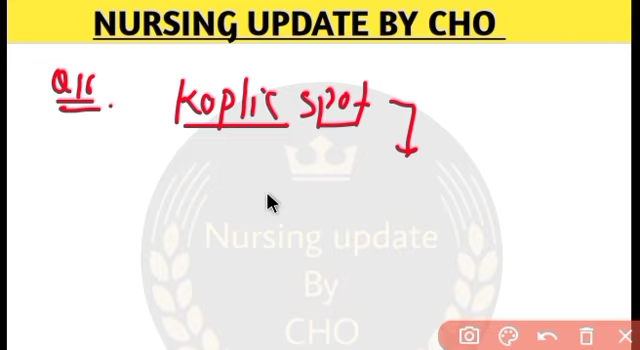 NURSING UPDATE BY CHO
Q16.
Koplic spot
Nursing update
By
CHO